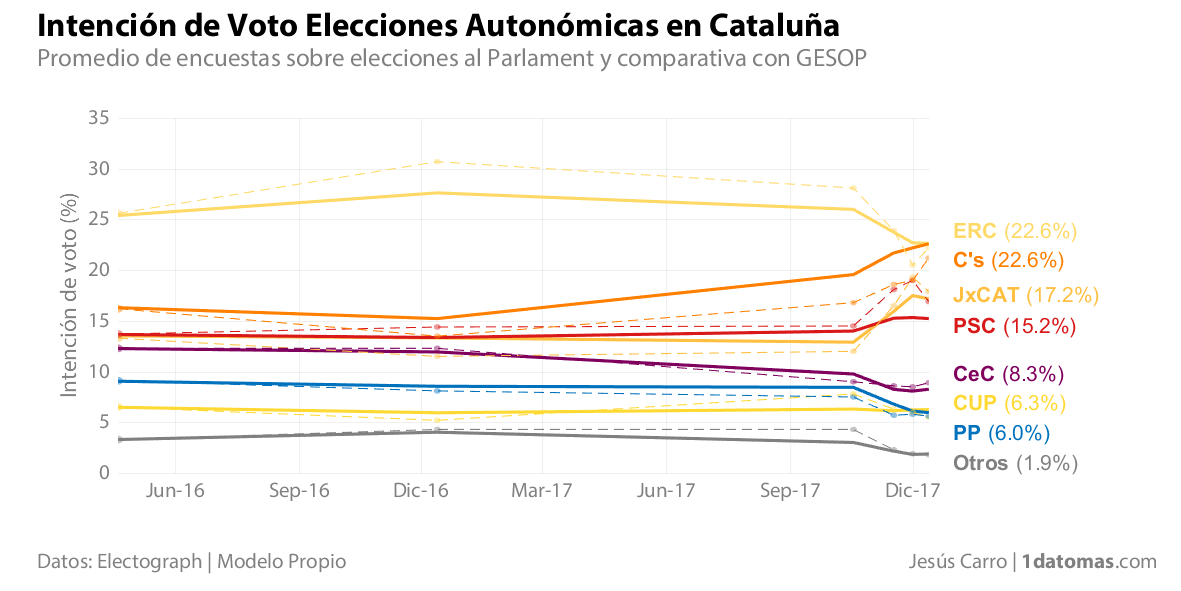 Intención de Voto Elecciones Autonómicas en Cataluña
Promedio de encuestas sobre elecciones al Parlament y comparativa con GESOP
Intención de voto (%)
35
30
25
20
15
10
5
0
Jun-16
Sep-16
Dic-16
Mar-17
Jun-17
Sep-17
Dic-17
ERC (22.6%)
C's (22.6%)
JxCAT (17.2%)
PSC (15.2%)
CeC (8.3%)
CUP (6.3%)
PP (6.0%)
Otros (1.9%)
Datos: Electograph | Modelo Propio
Jesús Carro | 1datomas.com